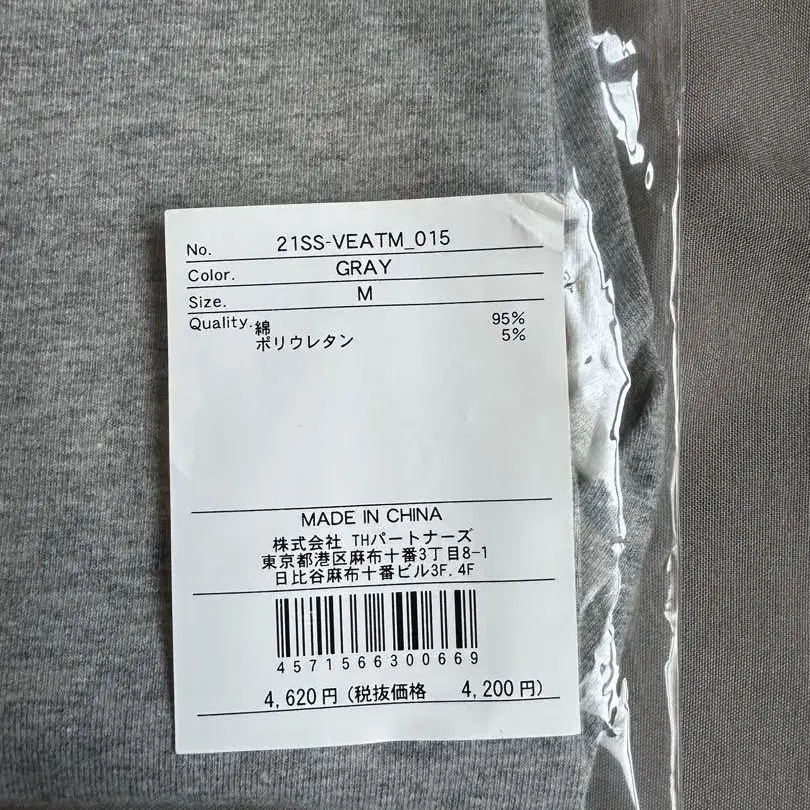 No. 21SS-VEATM_015
Color. GRAY
Size. M
Quality. 綿 95%
ポリウレタン 5%
MADE IN CHINA
株式会社 THパートナーズ
東京都港区麻布十番3丁目8-1
日比谷麻布十番ビル3F.4F
4571566300669
4,620円(税抜価格 4,200円)